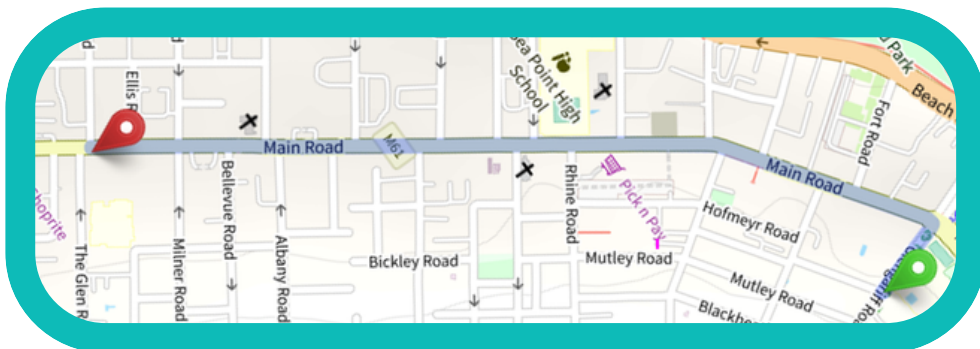 Ellis R
Sea Point High
School
Park
Beach
Fort Road
Main Road
M61
Main Road
Shoprite
Bellevue Road
Rhine Road
Pick n Pay
Hofmeyr Road
The Glen R
Milner Road
Albany Road
Bickley Road
Mutley Road
Mutley Road
Blackhe